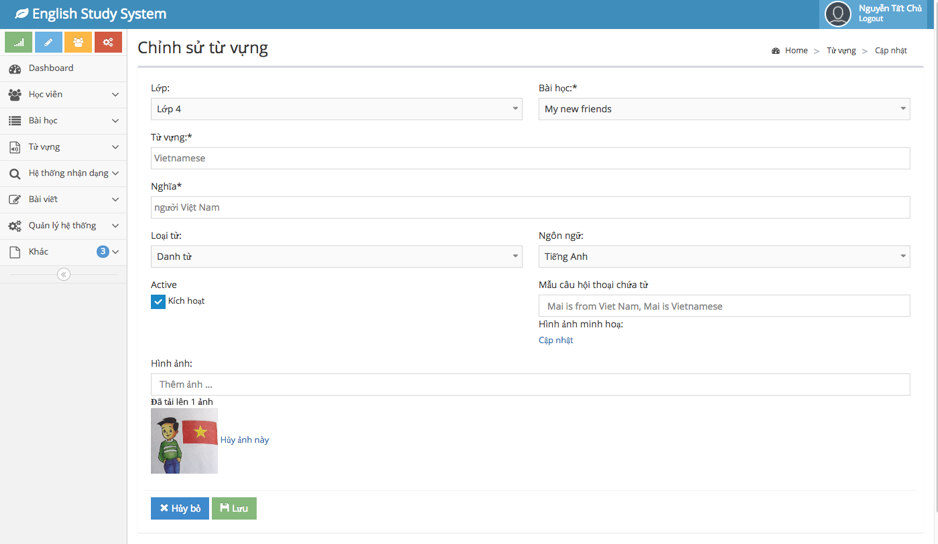 English Study System
Nguyễn Tất Chủ
Logout
Dashboard
Học viên
Bài học
Từ vựng
Hệ thống nhận dạng
Bài viết
Quản lý hệ thống
Khác 3
Chỉnh sử từ vựng
Home > Từ vựng > Cập nhật
Lớp:
Bài học:*
Lớp 4
My new friends
Từ vựng:*
Vietnamese
Nghĩa*
người Việt Nam
Loại từ:
Ngôn ngữ:
Danh từ
Tiếng Anh
Active
Mẫu câu hội thoại chứa từ
Kích hoạt
Mai is from Viet Nam, Mai is Vietnamese
Hình ảnh minh hoạ:
Cập nhật
Hình ảnh:
Thêm ảnh ...
Đã tải lên 1 ảnh
Hủy ảnh này
Hủy bỏ
Lưu